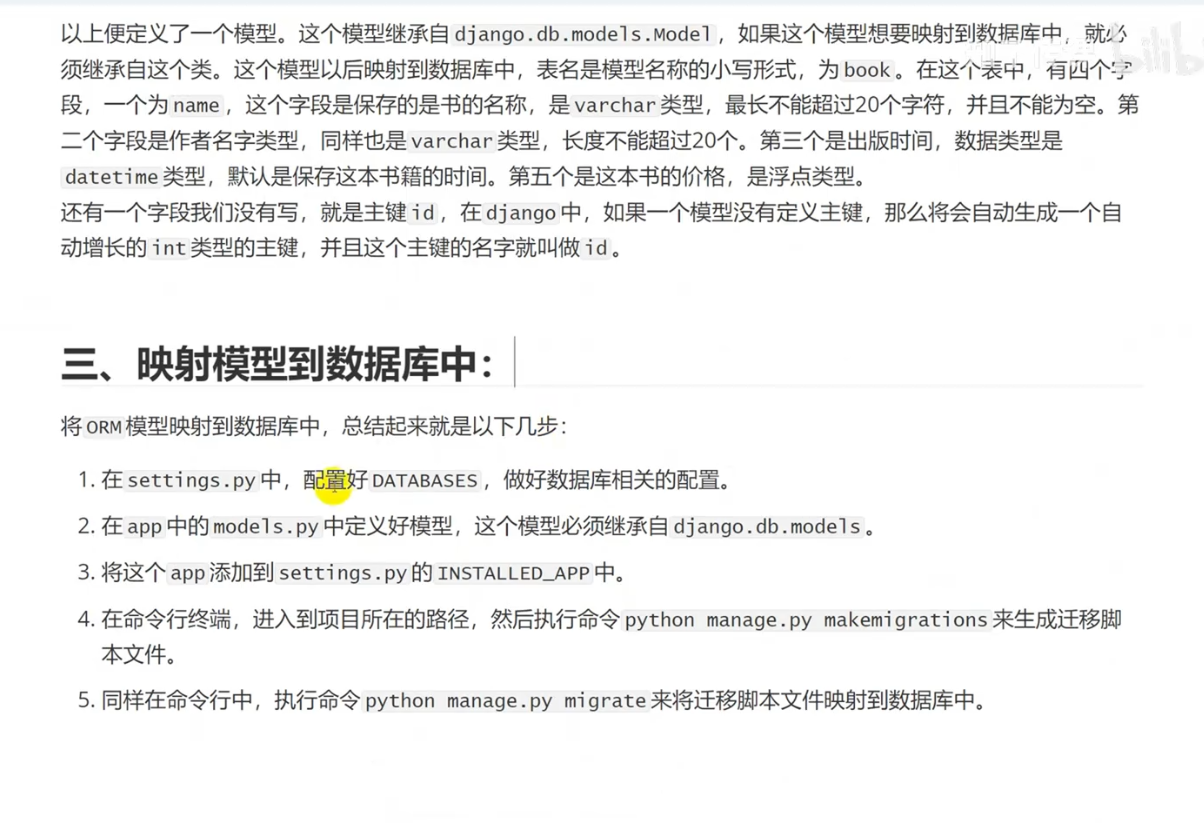 以上便定义了一个模型。这个模型继承自django.db.models.Model，如果这个模型想要映射到数据库中，就必
须继承自这个类。这个模型以后映射到数据库中，表名是模型名称的小写形式，为book。在这个表中，有四个字
段，一个为name，这个字段是保存的是书的名称，是varchar类型，最长不能超过20个字符，并且不能为空。第
二个字段是作者名字类型，同样也是varchar类型，长度不能超过20个。第三个是出版时间，数据类型是
datetime类型，默认是保存这本书籍的时间。第五个是这本书的价格，是浮点类型。
还有一个字段我们没有写，就是主键id，在django中，如果一个模型没有定义主键，那么将会自动生成一个自
动增长的int类型的主键，并且这个主键的名字就叫做id。
三、映射模型到数据库中：
将ORM模型映射到数据库中，总结起来就是以下几步：
1. 在settings.py中，配置好DATABASES，做好数据库相关的配置。
2. 在app中的models.py中定义好模型，这个模型必须继承自django.db.models。
3. 将这个app添加到settings.py的INSTALLED_APP中。
4. 在命令行终端，进入到项目所在的路径，然后执行命令python manage.py makemigrations来生成迁移脚
本文件。
5. 同样在命令行中，执行命令python manage.py migrate来将迁移脚本文件映射到数据库中。